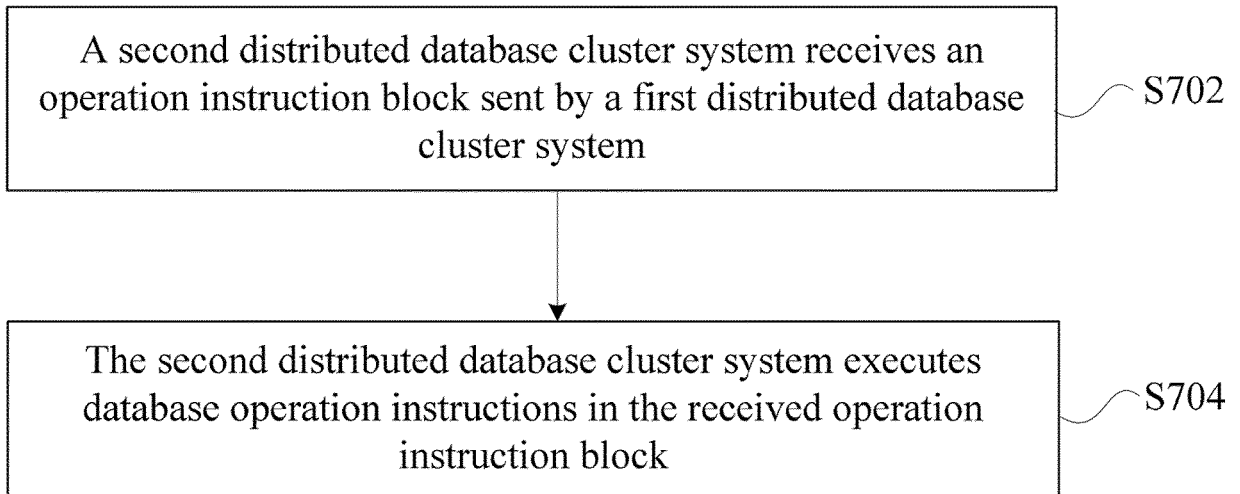 A second distributed database cluster system receives an
operation instruction block sent by a first distributed database
cluster system
S702
The second distributed database cluster system executes
database operation instructions in the received operation
instruction block
S704